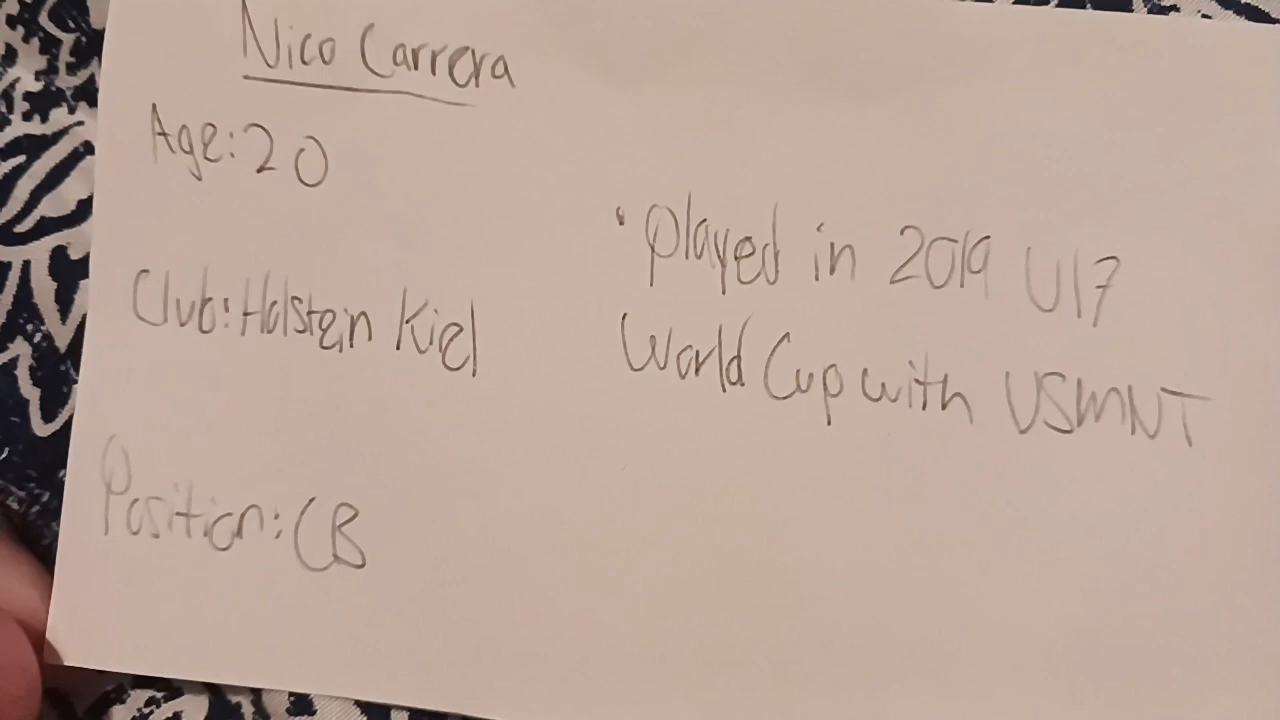 Nico Carrera
Age: 20
Club: Holstein Kiel
Position: CB
• played in 2019 U17
World Cup with USMNT